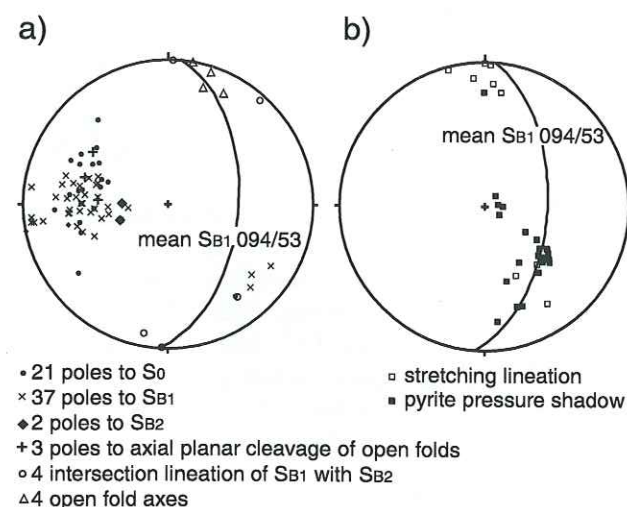 a)
b)
mean SB1 094/53
mean SB1 094/53
21 poles to S0
37 poles to SB1
2 poles to SB2
3 poles to axial planar cleavage of open folds
4 intersection lineation of SB1 with SB2
4 open fold axes
stretching lineation
pyrite pressure shadow